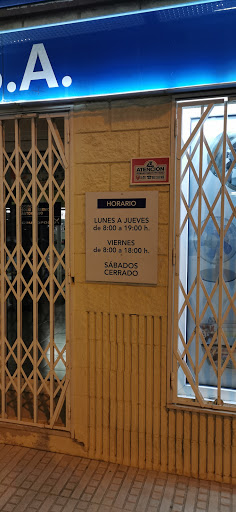 S.A.
ATENCIÓN
HORARIO
LUNES A JUEVES
de 8:00 a 19:00 h.
VIERNES
de 8:00 a 18:00 h.
SÁBADOS
CERRADO